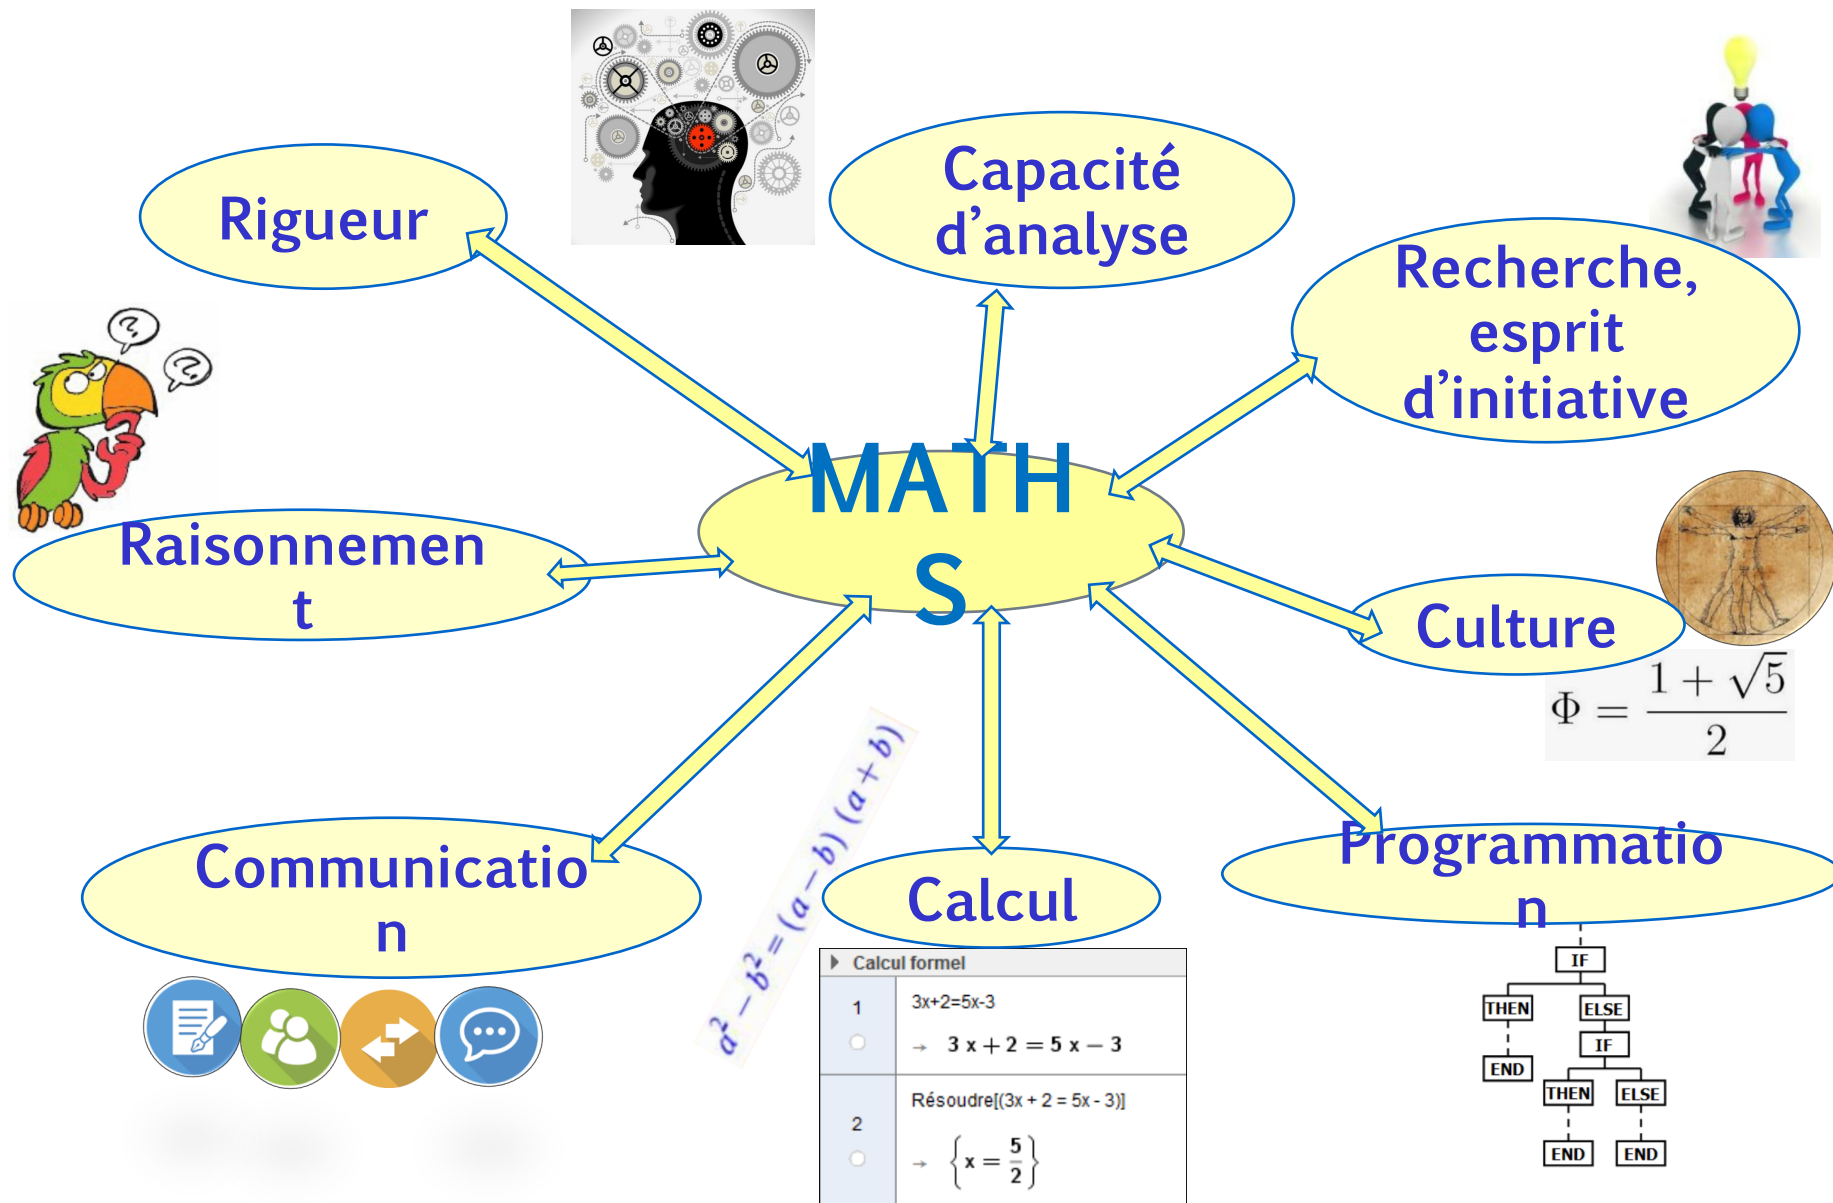 Rigueur
Capacité
d’analyse
Recherche,
esprit
d’initiative
? ?
MATH
S
Raisonnemen
t
Culture
Φ = (1 + √5) / 2
Communicatio
n
a² − b² = (a − b) (a + b)
Calcul
Programmatio
n
Calcul formel
1
3x+2=5x-3
→ 3 x + 2 = 5 x − 3
2
Résoudre[(3x + 2 = 5x - 3)]
→ {x = 5/2}
IF
THEN ELSE
IF
END
THEN ELSE
END END